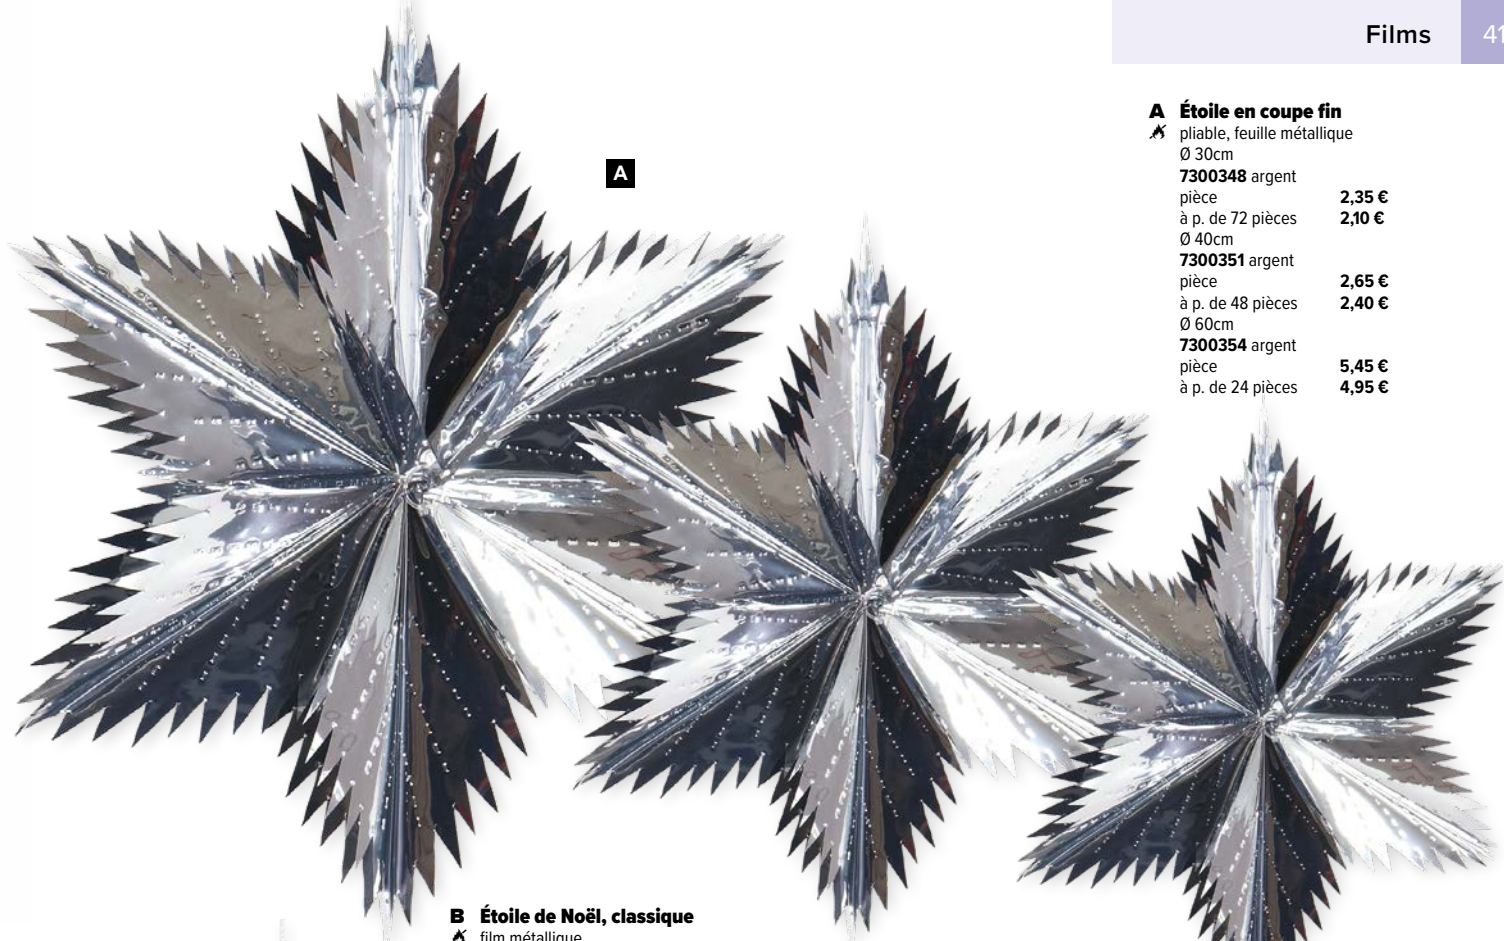 Films 41
A Étoile en coupe fin
pliable, feuille métallique
Ø 30cm
7300348 argent
pièce 2,35 €
à p. de 72 pièces 2,10 €
Ø 40cm
7300351 argent
pièce 2,65 €
à p. de 48 pièces 2,40 €
Ø 60cm
7300354 argent
pièce 5,45 €
à p. de 24 pièces 4,95 €
A
B Étoile de Noël, classique
film métallique